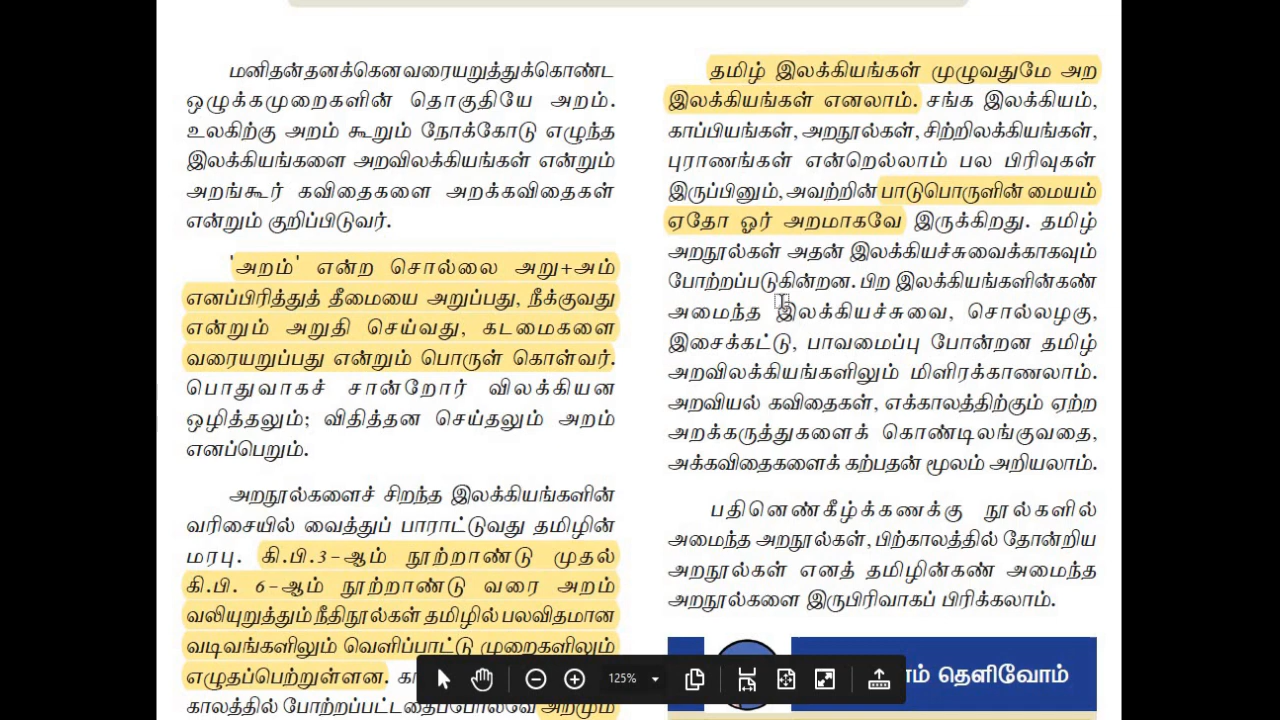 மனிதன்தனக்கெனவரையறுத்துக்கொண்ட
ஒழுக்கமுறைகளின் தொகுதியே அறம்.
உலகிற்கு அறம் கூறும் நோக்கோடு எழுந்த
இலக்கியங்களை அறவிலக்கியங்கள் என்றும்
அறங்கூர் கவிதைகளை அறக்கவிதைகள்
என்றும் குறிப்பிடுவர்.
'அறம்' என்ற சொல்லை அறு+அம்
எனப்பிரித்துத் தீமையை அறுப்பது, நீக்குவது
என்றும் அறுதி செய்வது, கடமைகளை
வரையறுப்பது என்றும் பொருள் கொள்வர்.
பொதுவாகச் சான்றோர் விலக்கியன
ஒழித்தலும்; விதித்தன செய்தலும் அறம்
எனப்பெறும்.
அறநூல்களைச் சிறந்த இலக்கியங்களின்
வரிசையில் வைத்துப் பாராட்டுவது தமிழின்
மரபு. கி.பி.3-ஆம் நூற்றாண்டு முதல்
கி.பி. 6-ஆம் நூற்றாண்டு வரை அறம்
வலியுறுத்தும் நீதிநூல்கள் தமிழில் பலவிதமான
வடிவங்களிலும் வெளிப்பாட்டு முறைகளிலும்
எழுதப்பெற்றுள்ளன.
காலத்தில் போற்றப்பட்டதைப்போலவே அறமும்
தமிழ் இலக்கியங்கள் முழுவதுமே அற
இலக்கியங்கள் எனலாம். சங்க இலக்கியம்,
காப்பியங்கள், அறநூல்கள், சிற்றிலக்கியங்கள்,
புராணங்கள் என்றெல்லாம் பல பிரிவுகள்
இருப்பினும், அவற்றின் பாடுபொருளின் மையம்
ஏதோ ஓர் அறமாகவே இருக்கிறது. தமிழ்
அறநூல்கள் அதன் இலக்கியச்சுவைக்காகவும்
போற்றப்படுகின்றன. பிற இலக்கியங்களின்கண்
அமைந்த இலக்கியச்சுவை, சொல்லழகு,
இசைக்கட்டு, பாவமைப்பு போன்றன தமிழ்
அறவிலக்கியங்களிலும் மிளிரக்காணலாம்.
அறவியல் கவிதைகள், எக்காலத்திற்கும் ஏற்ற
அறக்கருத்துகளைக் கொண்டிலங்குவதை,
அக்கவிதைகளைக் கற்பதன் மூலம் அறியலாம்.
பதினெண்கீழ்க்கணக்கு நூல்களில்
அமைந்த அறநூல்கள், பிற்காலத்தில் தோன்றிய
அறநூல்கள் எனத் தமிழின்கண் அமைந்த
அறநூல்களை இருபிரிவாகப் பிரிக்கலாம்.
தெளிவோம்
125%